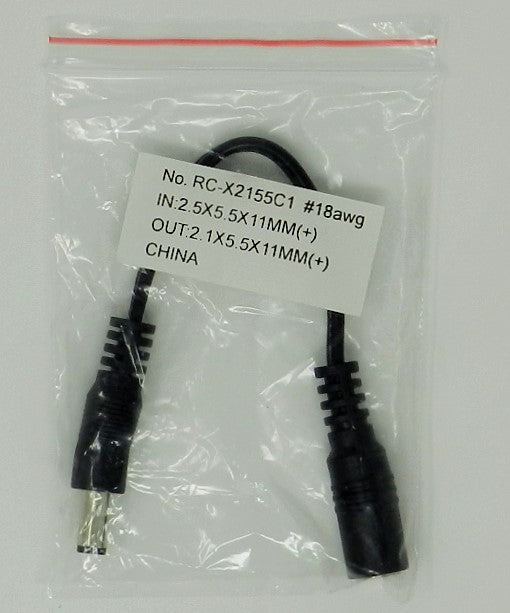 No. RC-X2155C1 #18awg
IN:2.5X5.5X11MM(+)
OUT:2.1X5.5X11MM(+)
CHINA